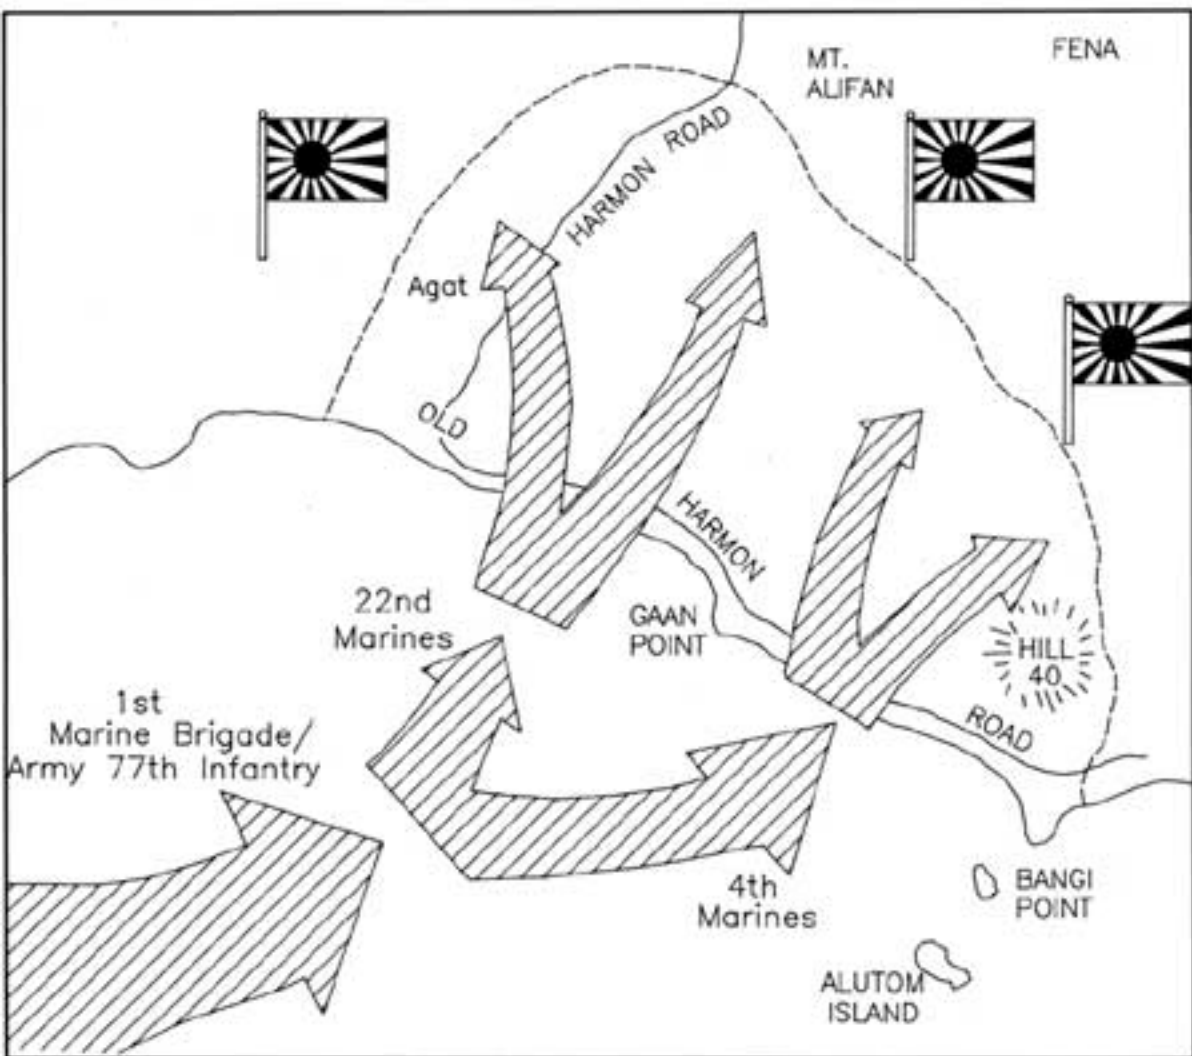 MT.
ALIFAN
FENA
HARMON ROAD
Agat
OLD
HARMON
ROAD
22nd
Marines
GAAN
POINT
HILL
40
1st
Marine Brigade/
Army 77th Infantry
4th
Marines
BANGI
POINT
ALUTOM
ISLAND